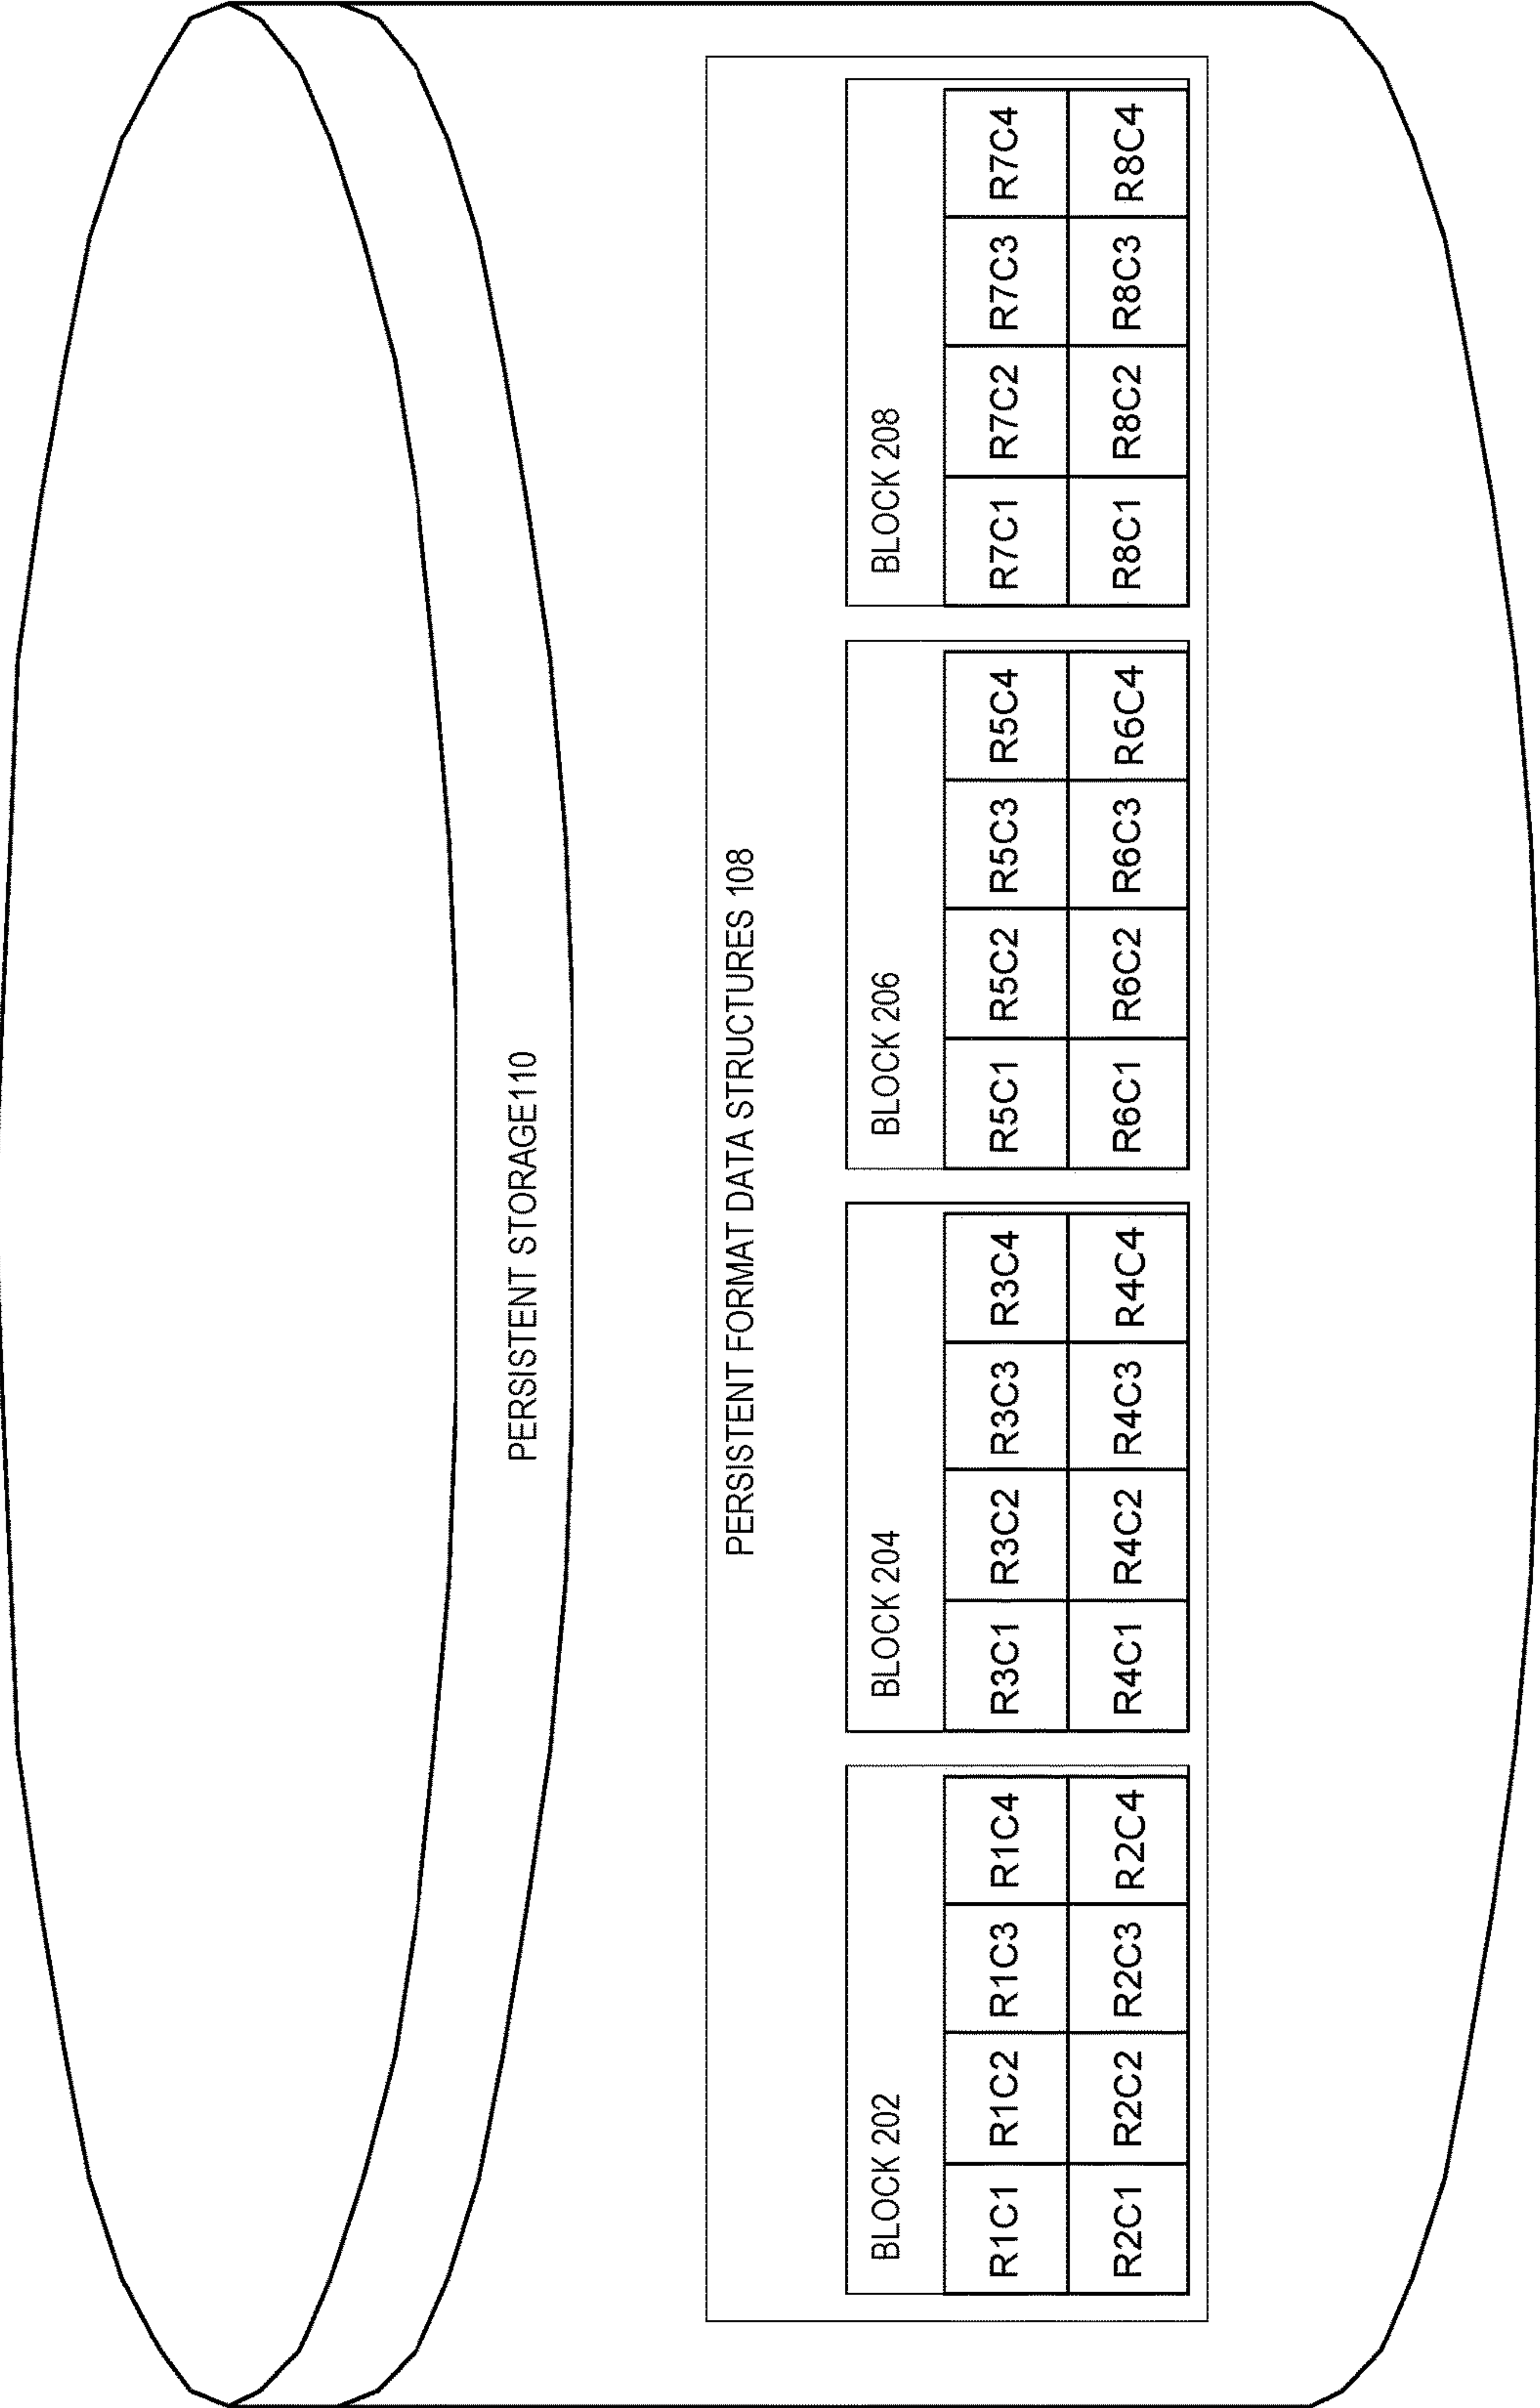 PERSISTENT STORAGE110
PERSISTENT FORMAT DATA STRUCTURES 108
BLOCK 202
R1C1 R1C2 R1C3 R1C4
R2C1 R2C2 R2C3 R2C4
BLOCK 204
R3C1 R3C2 R3C3 R3C4
R4C1 R4C2 R4C3 R4C4
BLOCK 206
R5C1 R5C2 R5C3 R5C4
R6C1 R6C2 R6C3 R6C4
BLOCK 208
R7C1 R7C2 R7C3 R7C4
R8C1 R8C2 R8C3 R8C4